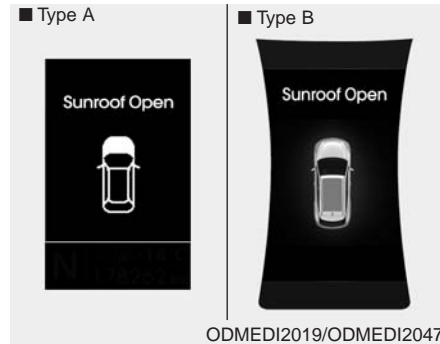 ■ Type A
■ Type B
Sunroof Open
Sunroof Open
N
ODMEDI2019/ODMEDI2047